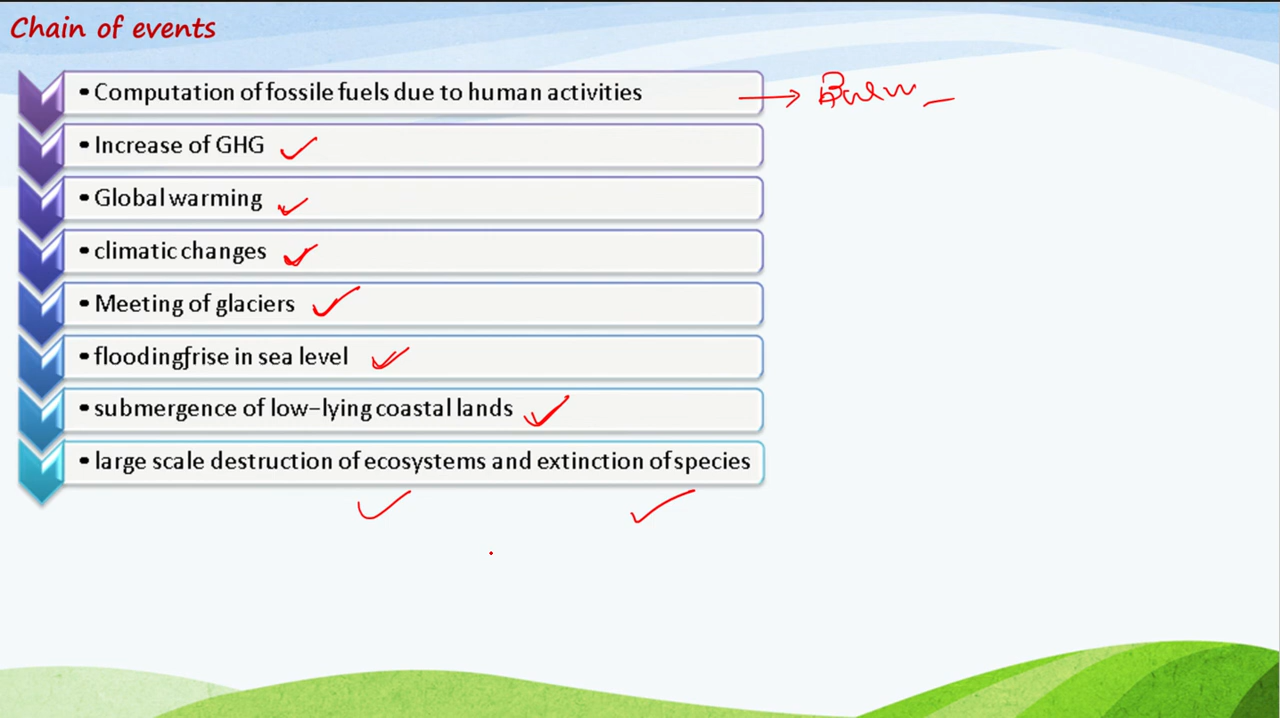 Chain of events
• Computation of fossile fuels due to human activities
• Increase of GHG
• Global warming
• climatic changes
• Meeting of glaciers
• floodingfrise in sea level
• submergence of low-lying coastal lands
• large scale destruction of ecosystems and extinction of species